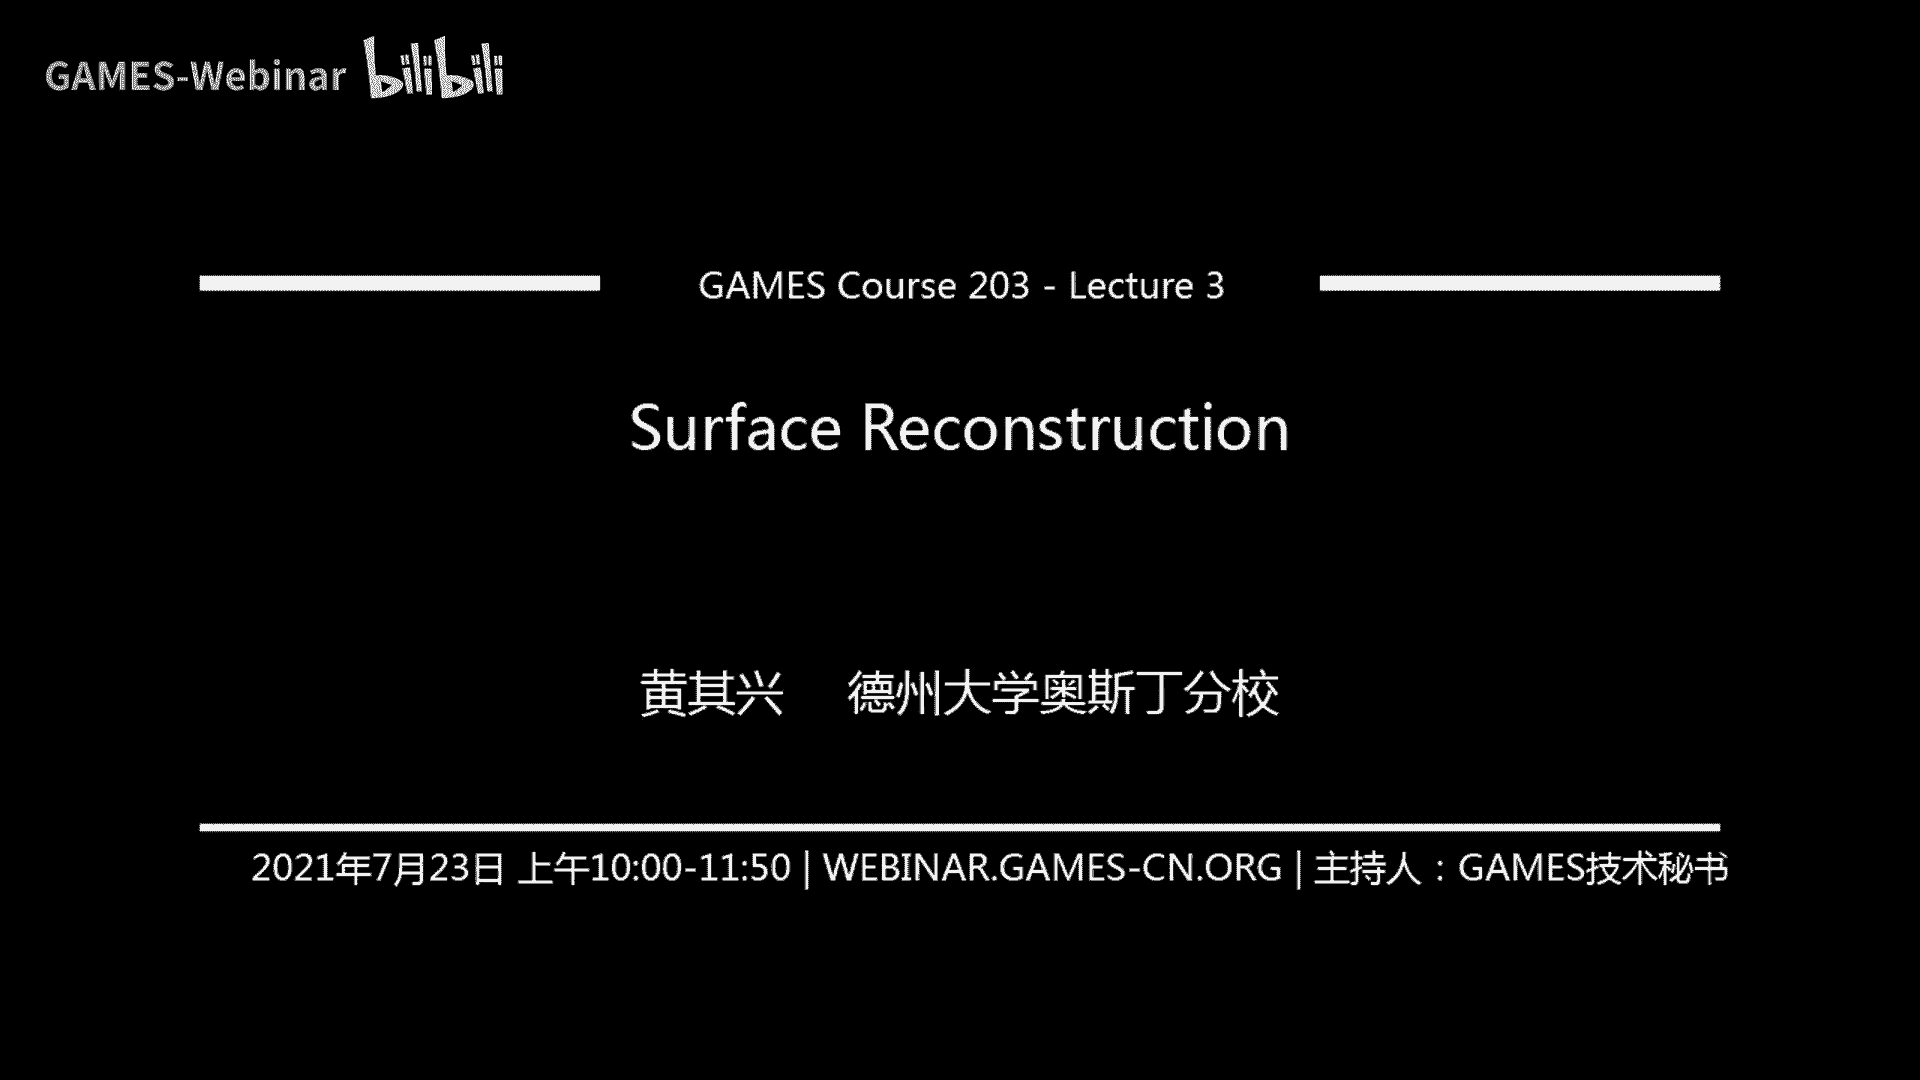 GAMES-Webinar bilibili
GAMES Course 203 - Lecture 3
Surface Reconstruction
黄其兴 德州大学奥斯丁分校
2021年7月23日 上午10:00-11:50 | WEBINAR.GAMES-CN.ORG | 主持人：GAMES技术秘书